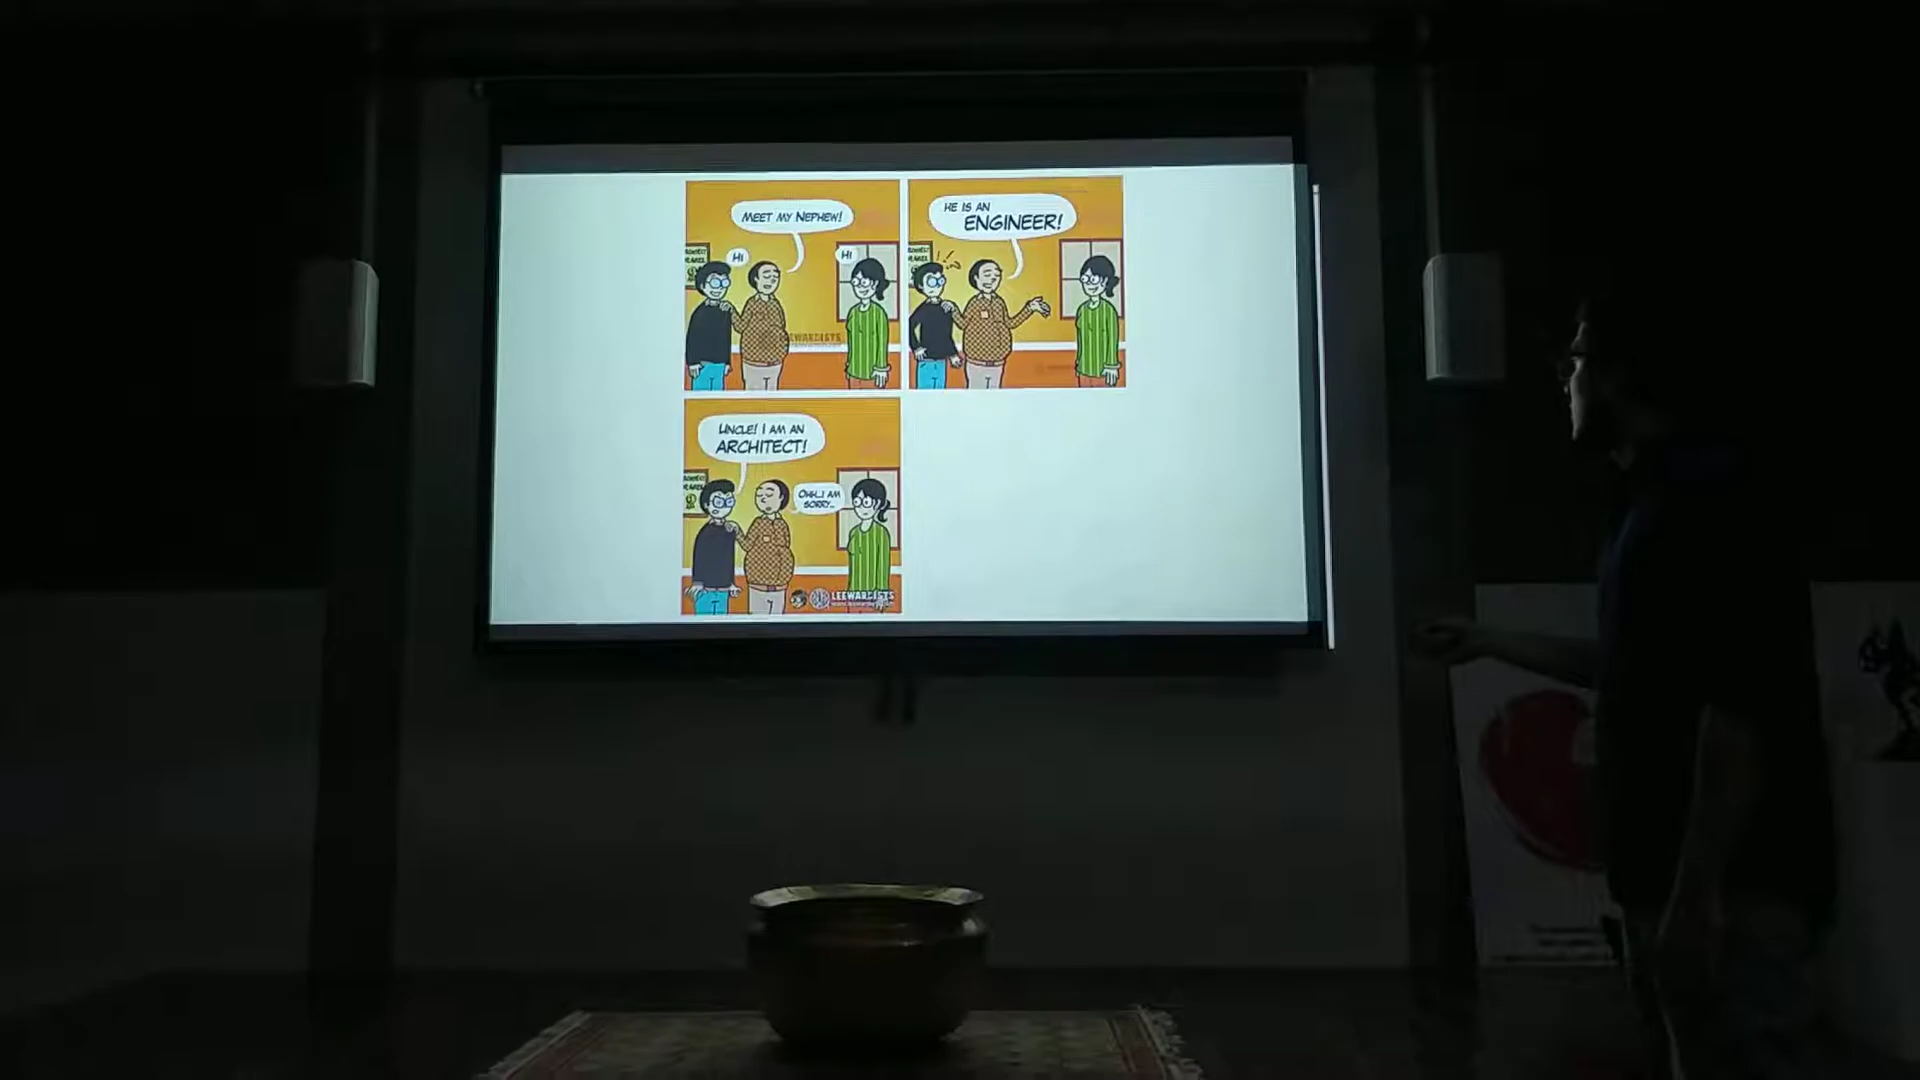 MEET MY NEPHEW!
HI
HI
HE IS AN
ENGINEER!
UNCLE! I AM AN
ARCHITECT!
OHH..I AM
SORRY..
LEEWARDISTS